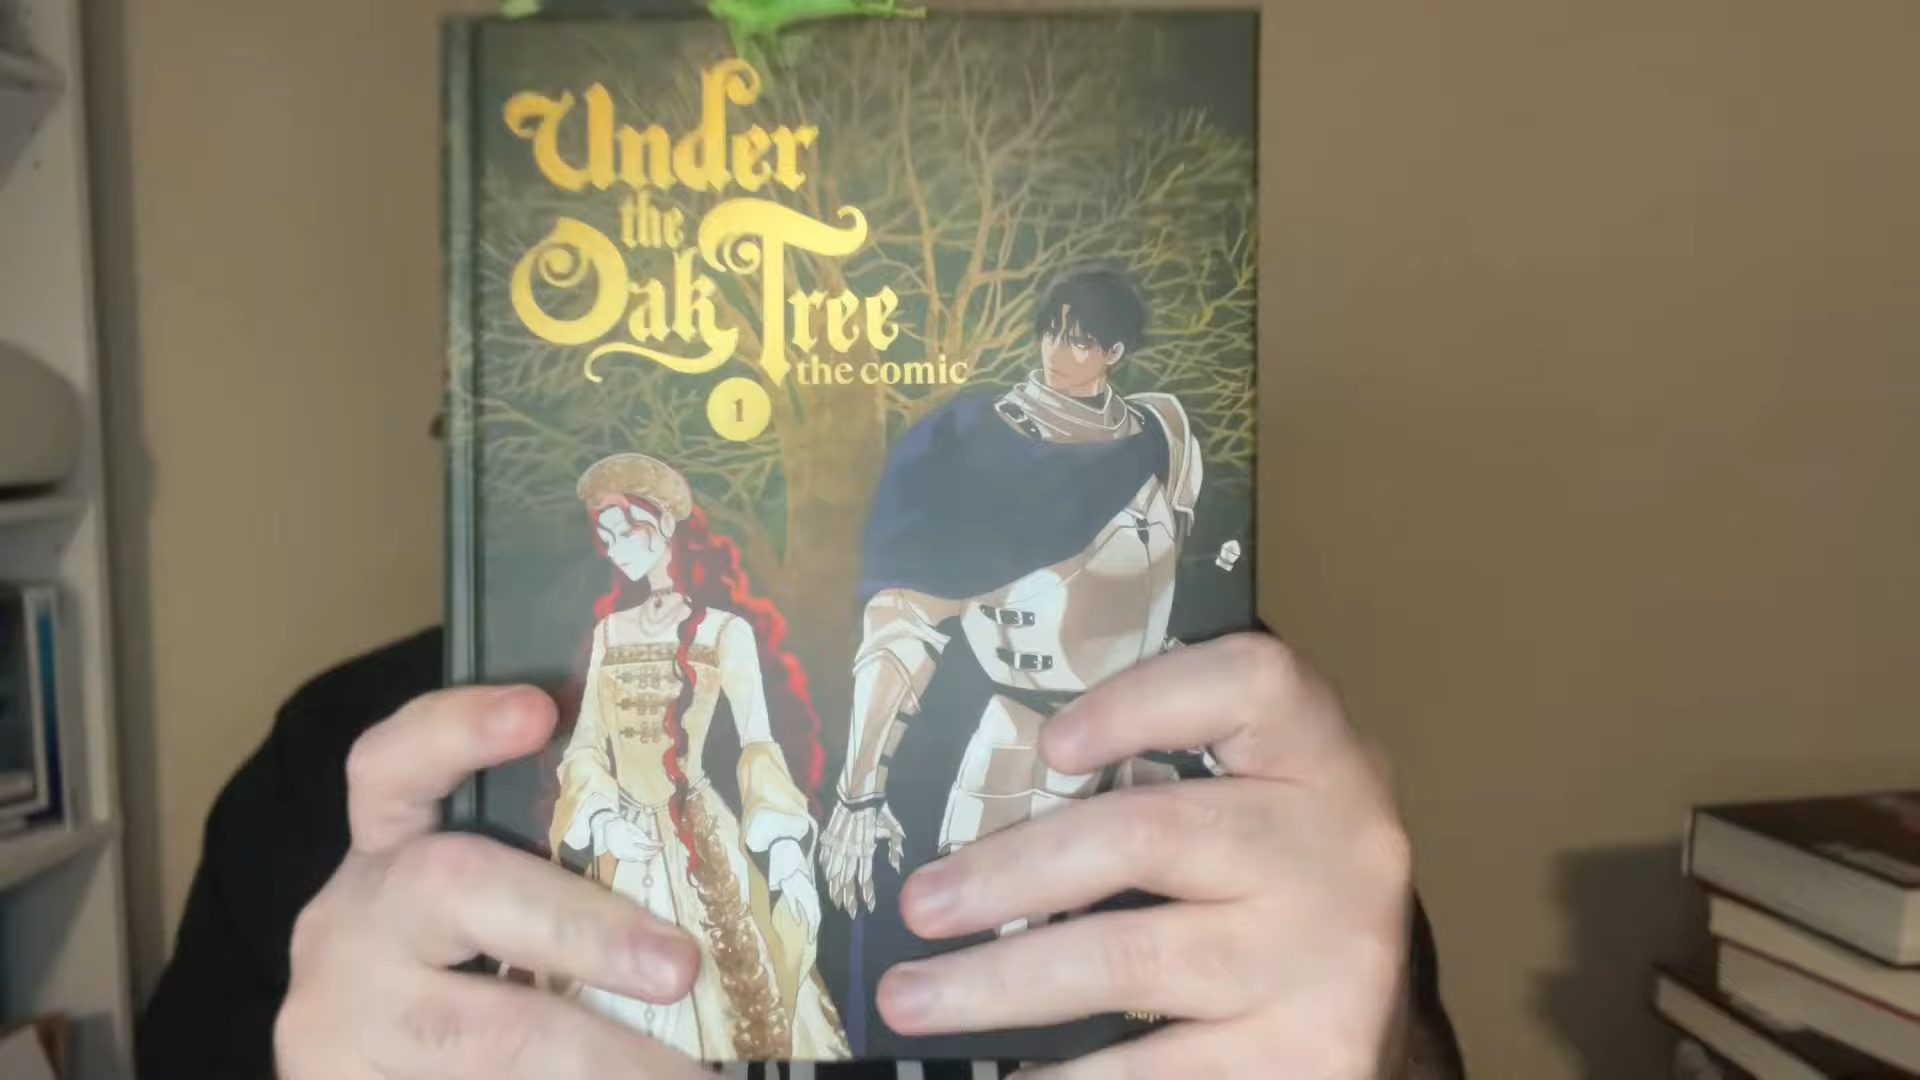 Under
the
Oak Tree
the comic
1